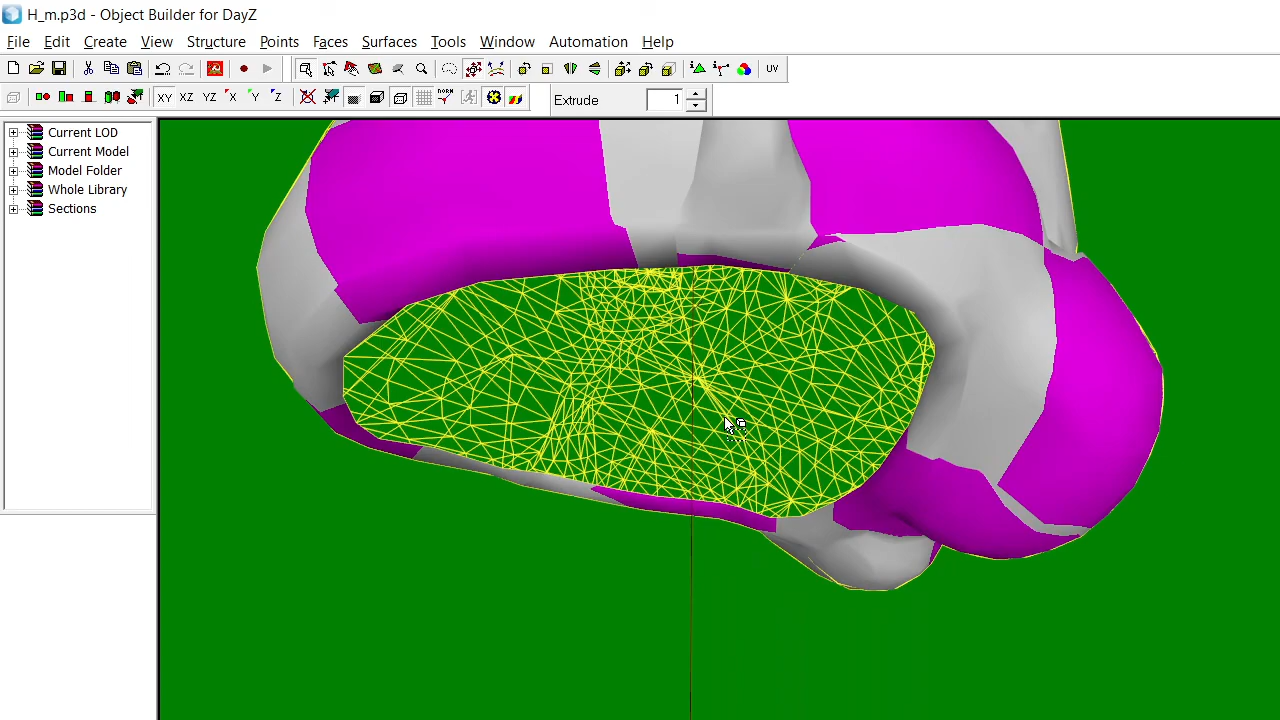 H_m.p3d - Object Builder for DayZ
File Edit Create View Structure Points Faces Surfaces Tools Window Automation Help
UV
XY XZ YZ X Y Z NORM Extrude 1
Current LOD
Current Model
Model Folder
Whole Library
Sections